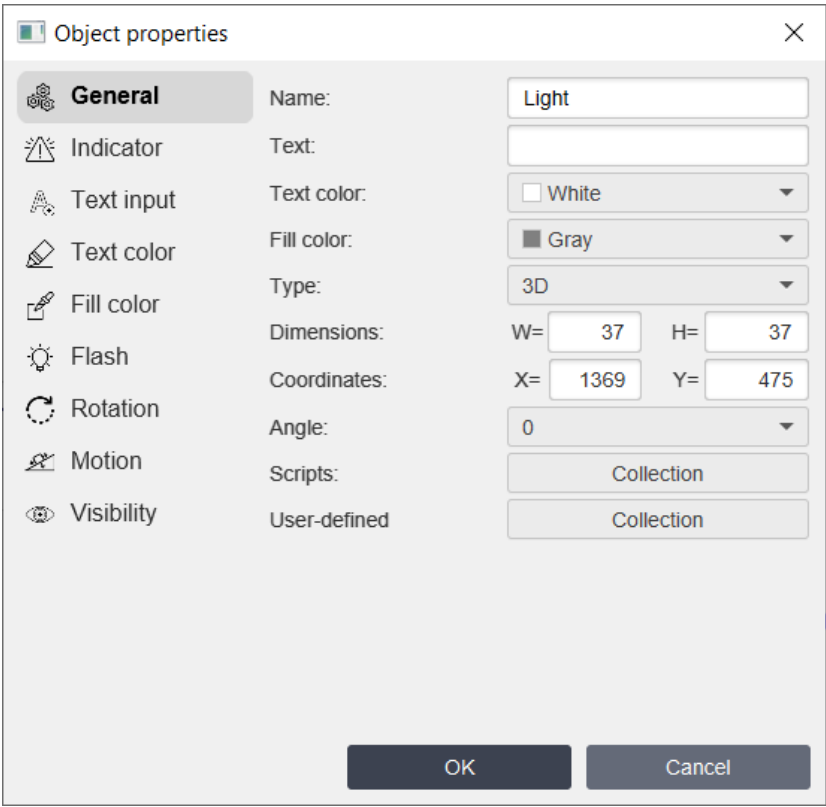 Object properties
General
Indicator
Text input
Text color
Fill color
Flash
Rotation
Motion
Visibility
Name: Light
Text:
Text color: White
Fill color: Gray
Type: 3D
Dimensions: W= 37 H= 37
Coordinates: X= 1369 Y= 475
Angle: 0
Scripts: Collection
User-defined Collection
OK Cancel